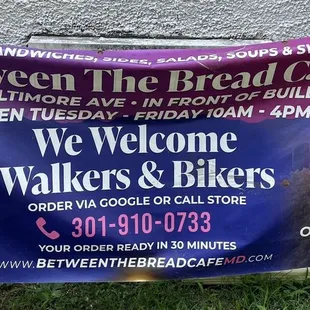 ANDWICHES, SIDES, SALADS, SOUPS & S
ween The Bread Ca
ALTIMORE AVE • IN FRONT OF BUIL
EN TUESDAY - FRIDAY 10AM - 4PM
We Welcome
Walkers & Bikers
ORDER VIA GOOGLE OR CALL STORE
301-910-0733
YOUR ORDER READY IN 30 MINUTES
WWW.BETWEENTHEBREADCAFEMD.COM